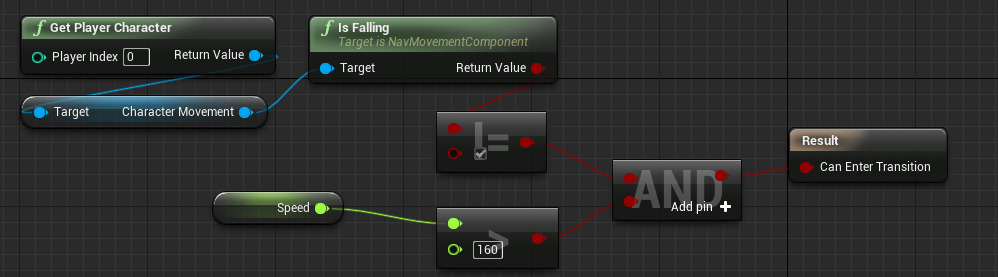 f Get Player Character
Player Index 0 Return Value
Target Character Movement
f Is Falling
Target is NavMovementComponent
Target Return Value
!=
Speed
>
160
AND
Add pin +
Result
Can Enter Transition